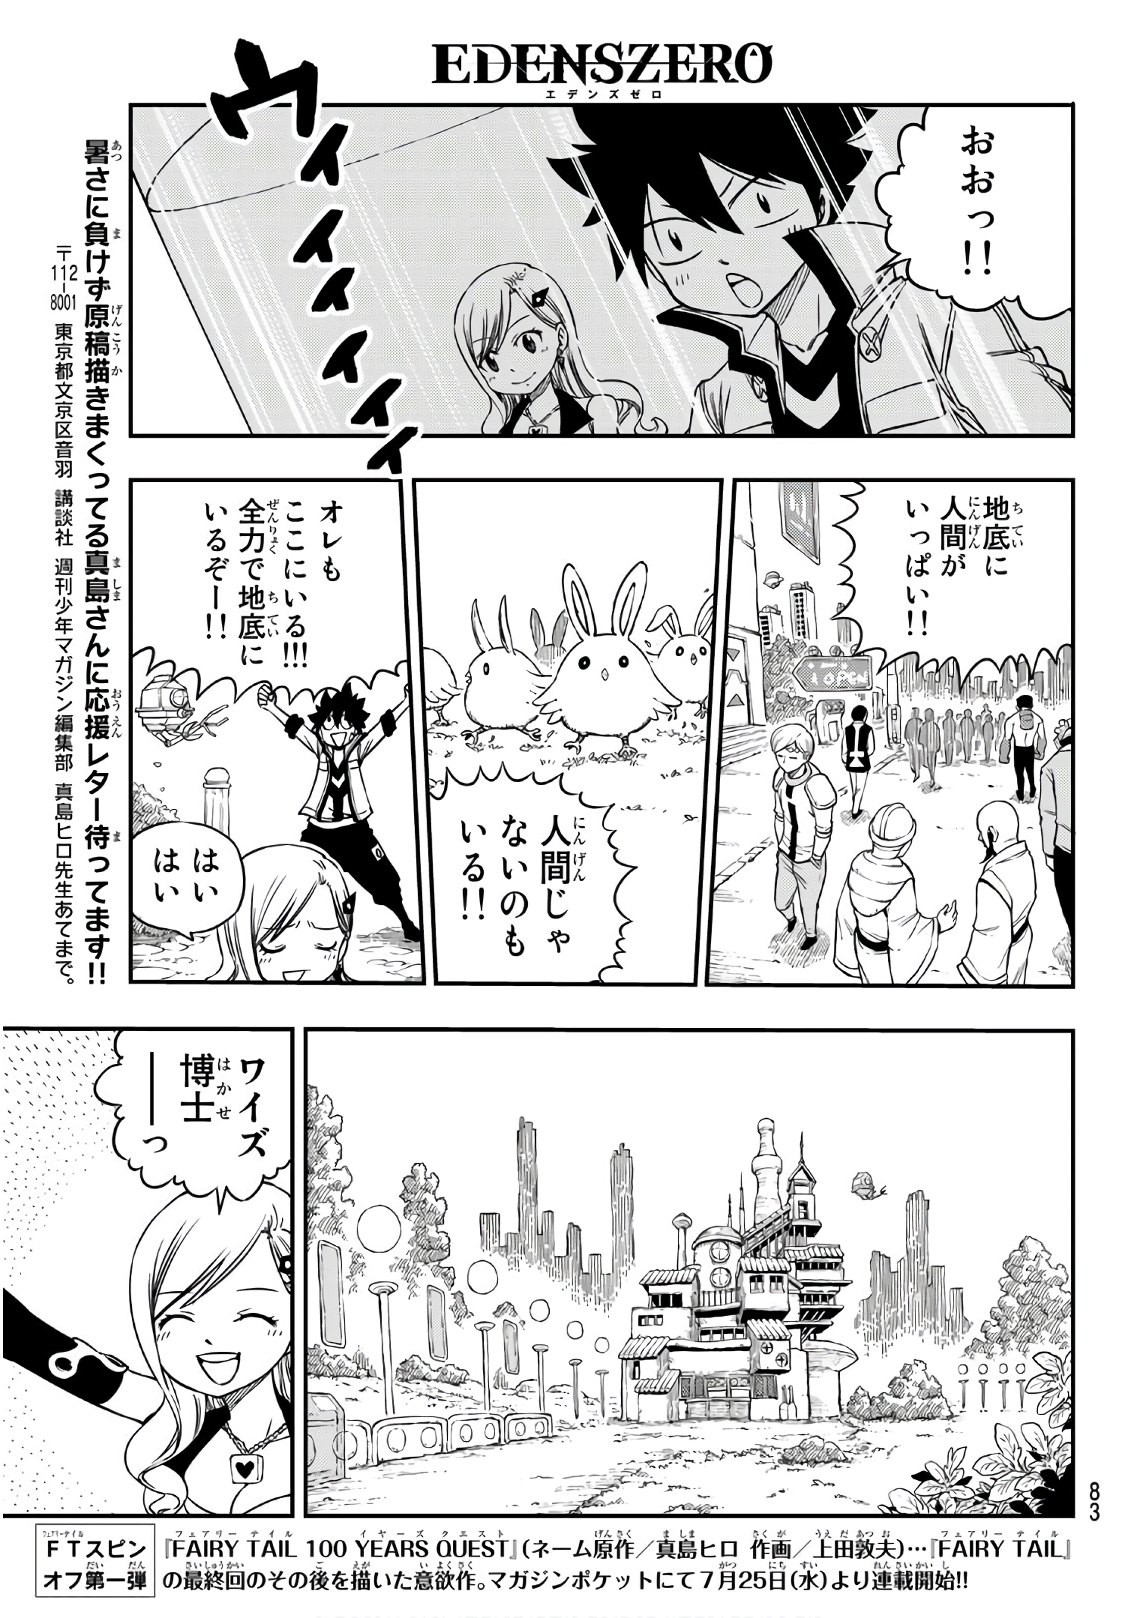 EDENSZERO
エデンズゼロ
おおっ!!
ウィィィィィ
地底に
人間が
いっぱい!!
OPEN
人間じゃ
ないのも
いる!!
オレも
ここにいる!!!
全力で地底に
いるぞー!!
はい
はい
暑さに負けず原稿描きまくってる真島さんに応援レター待ってます!!
〒112-8001 東京都文京区音羽 講談社 週刊少年マガジン編集部 真島ヒロ先生あてまで。
ワイズ
博士
ーーっ
83
FTスピン
オフ第一弾
『FAIRY TAIL 100 YEARS QUEST』(ネーム原作/真島ヒロ 作画/上田敦夫)…『FAIRY TAIL』
の最終回のその後を描いた意欲作。マガジンポケットにて7月25日(水)より連載開始!!